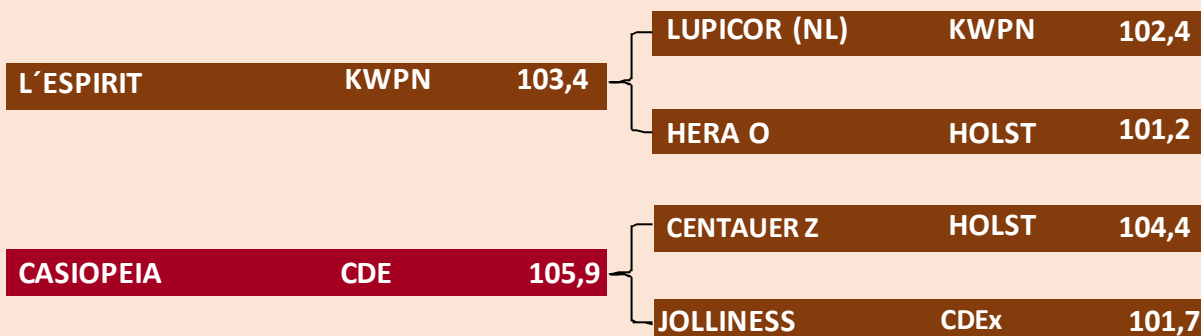 LUPICOR (NL) KWPN 102,4
L´ESPIRIT KWPN 103,4
HERA O HOLST 101,2
CENTAUER Z HOLST 104,4
CASIOPEIA CDE 105,9
JOLLINESS CDEx 101,7